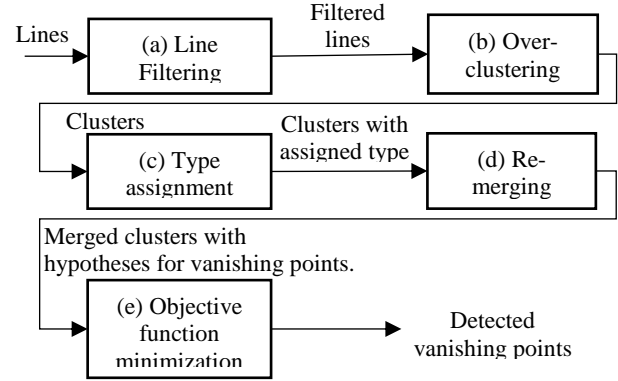 Lines
(a) Line
Filtering
Filtered
lines
(b) Over-
clustering
Clusters
(c) Type
assignment
Clusters with
assigned type
(d) Re-
merging
Merged clusters with
hypotheses for vanishing points.
(e) Objective
function
minimization
Detected
vanishing points